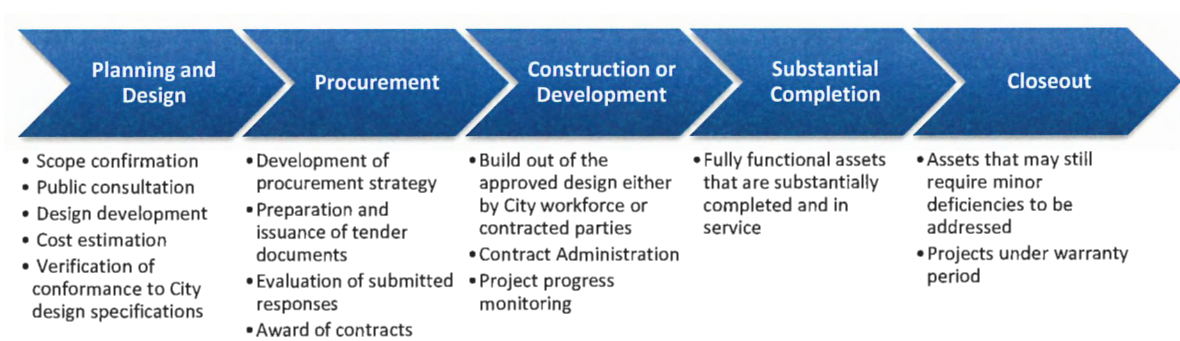 Planning and
Design
Procurement
Construction or
Development
Substantial
Completion
Closeout
• Scope confirmation
• Public consultation
• Design development
• Cost estimation
• Verification of
conformance to City
design specifications
• Development of
procurement strategy
• Preparation and
issuance of tender
documents
• Evaluation of submitted
responses
• Award of contracts
• Build out of the
approved design either
by City workforce or
contracted parties
• Contract Administration
• Project progress
monitoring
• Fully functional assets
that are substantially
completed and in
service
• Assets that may still
require minor
deficiencies to be
addressed
• Projects under warranty
period